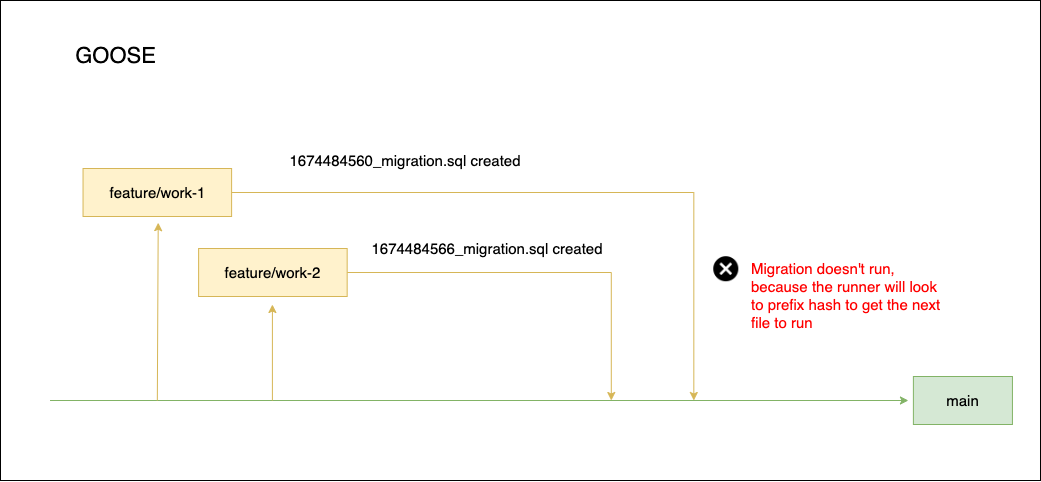 GOOSE
1674484560_migration.sql created
feature/work-1
1674484566_migration.sql created
feature/work-2
Migration doesn't run,
because the runner will look
to prefix hash to get the next
file to run
main